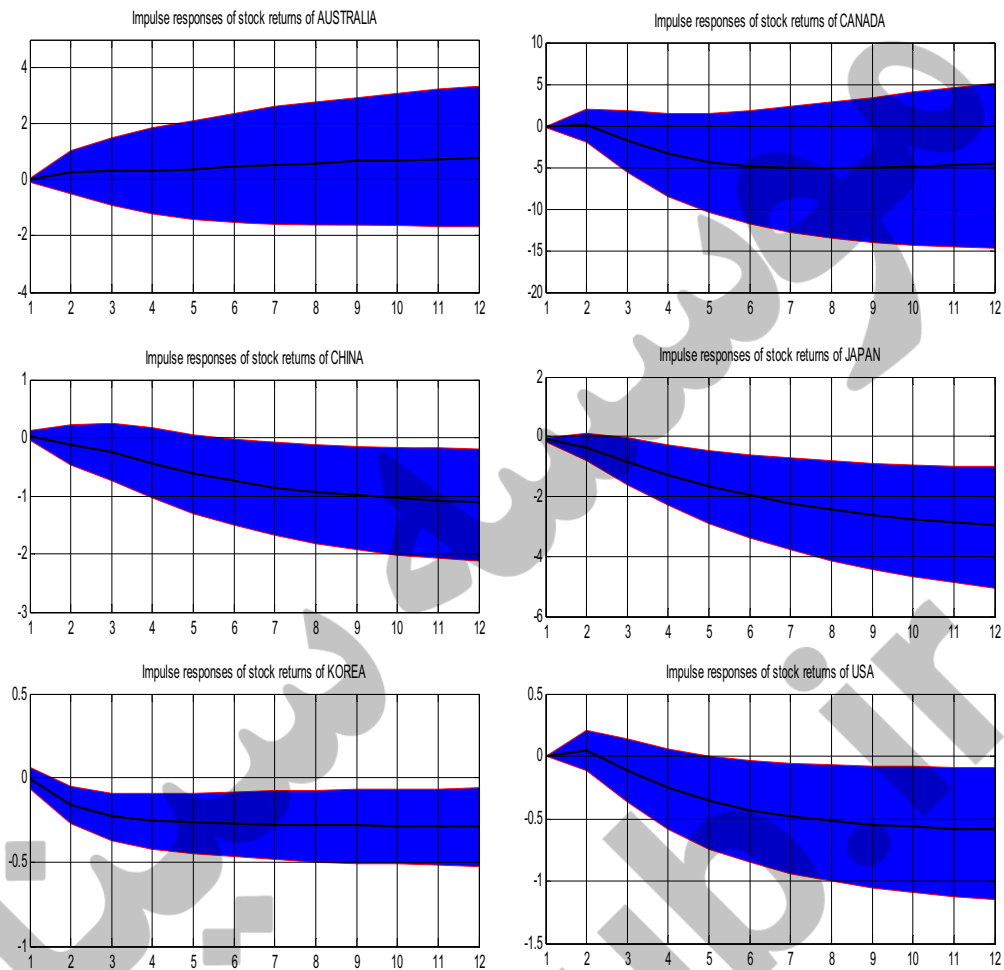 Impulse responses of stock returns of AUSTRALIA
4
2
0
-2
-4
1 2 3 4 5 6 7 8 9 10 11 12
Impulse responses of stock returns of CANADA
10
5
0
-5
-10
-15
-20
1 2 3 4 5 6 7 8 9 10 11 12
Impulse responses of stock returns of CHINA
1
0
-1
-2
-3
1 2 3 4 5 6 7 8 9 10 11 12
Impulse responses of stock returns of JAPAN
2
0
-2
-4
-6
1 2 3 4 5 6 7 8 9 10 11 12
Impulse responses of stock returns of KOREA
0.5
0
-0.5
-1
1 2 3 4 5 6 7 8 9 10 11 12
Impulse responses of stock returns of USA
0.5
0
-0.5
-1
-1.5
1 2 3 4 5 6 7 8 9 10 11 12
موسسه